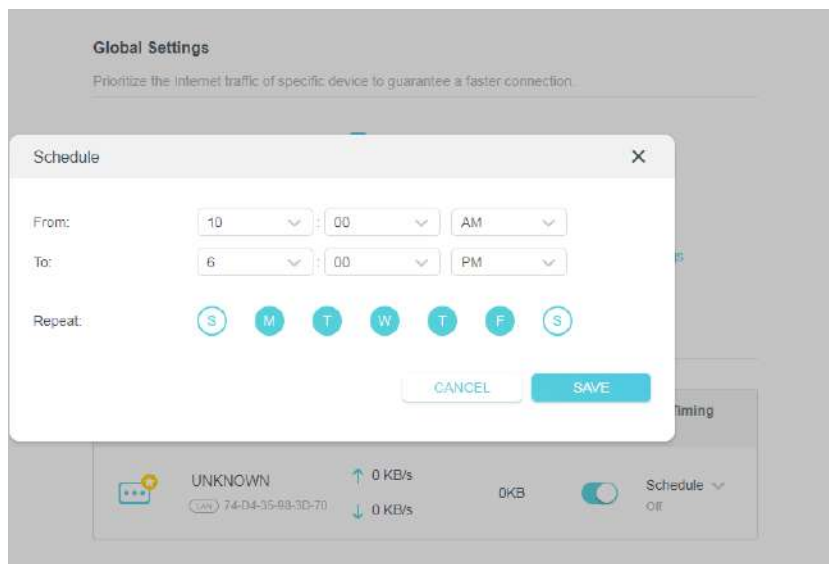 Global Settings
Prioritize the Internet traffic of specific device to guarantee a faster connection.
Schedule
From: 10 : 00 AM
To: 6 : 00 PM
Repeat: S M T W T F S
CANCEL SAVE
Timing
UNKNOWN
LAN 74-D4-35-98-3D-70
↑ 0 KB/s
↓ 0 KB/s
0KB
Schedule
Off